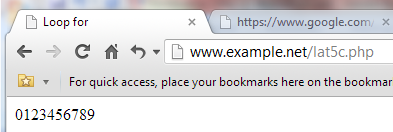 Loop for
https://www.google.com/
www.example.net/lat5c.php
For quick access, place your bookmarks here on the bookmar
0123456789